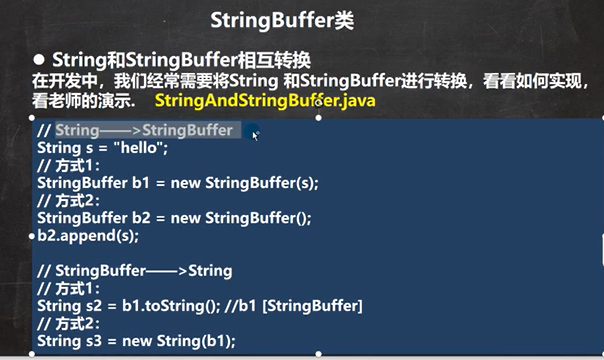 StringBuffer类
● String和StringBuffer相互转换
在开发中，我们经常需要将String 和StringBuffer进行转换，看看如何实现，
看老师的演示. StringAndStringBuffer.java
// String——>StringBuffer
String s = "hello";
// 方式1：
StringBuffer b1 = new StringBuffer(s);
// 方式2：
StringBuffer b2 = new StringBuffer();
b2.append(s);
// StringBuffer——>String
// 方式1：
String s2 = b1.toString(); //b1 [StringBuffer]
// 方式2：
String s3 = new String(b1);